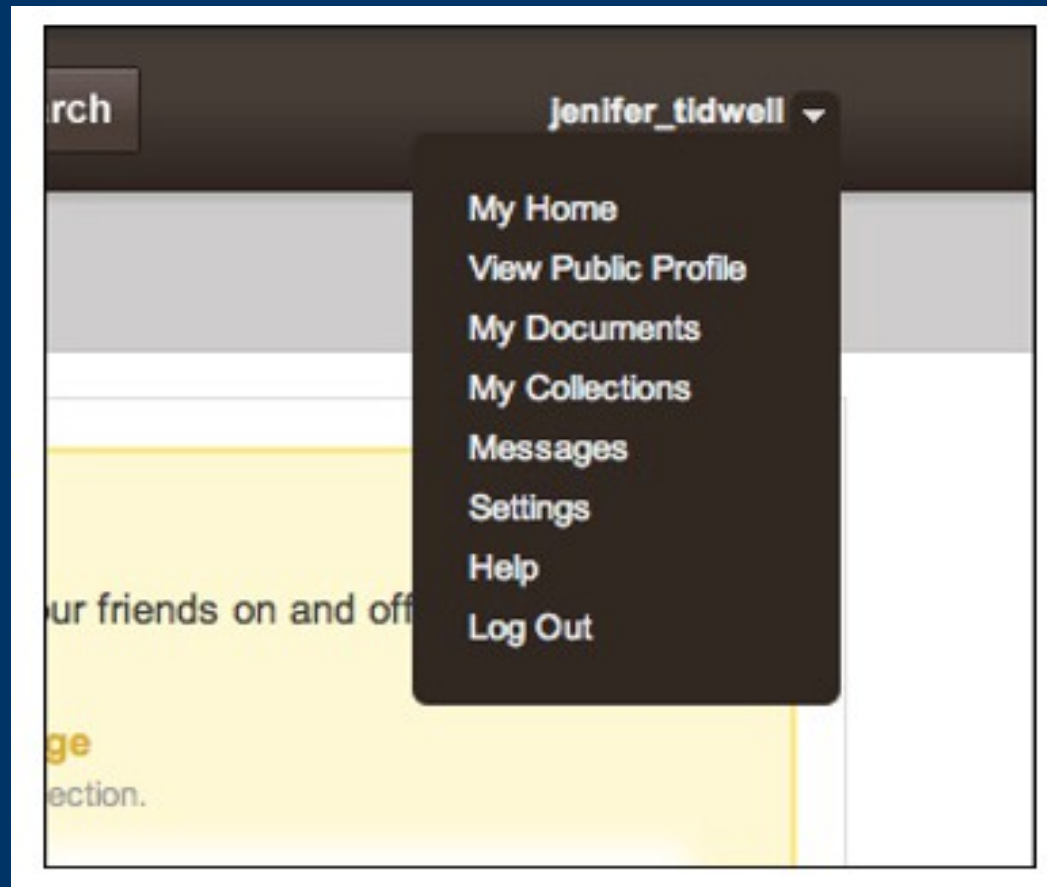 rch
jenifer_tidwell
My Home
View Public Profile
My Documents
My Collections
Messages
Settings
Help
Log Out
ur friends on and off
ge
ection.